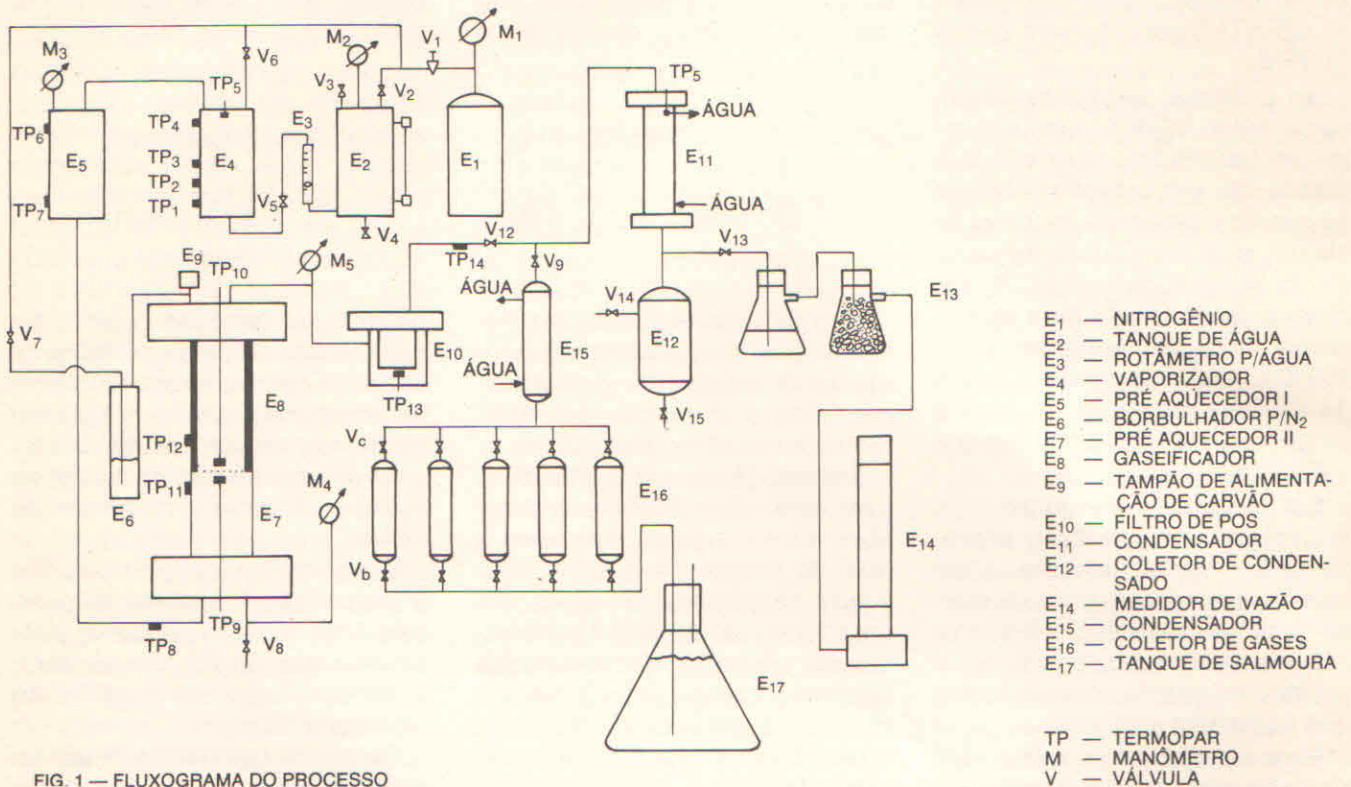 M₃
V₆
M₂
V₁
M₁
TP₅
V₃
V₂
TP₅
ÁGUA
TP₆
TP₄
E₃
E₅
E₄
TP₃
E₂
E₁
E₁₁
TP₂
TP₇
TP₁
V₅
ÁGUA
V₄
V₁₂
V₁₃
E₉
TP₁₀
M₅
TP₁₄
V₉
ÁGUA
E₁₃
V₁₄
V₇
E₁₀
E₁₅
E₁₂
ÁGUA
TP₁₃
V₁₅
E₈
V꜀
TP₁₂
TP₁₁
M₄
E₁₆
E₆
E₇
E₁₄
Vb
TP₉
TP₈
V₈
E₁₇
E₁ — NITROGÊNIO
E₂ — TANQUE DE ÁGUA
E₃ — ROTÂMETRO P/ÁGUA
E₄ — VAPORIZADOR
E₅ — PRÉ AQÜECEDOR I
E₆ — BORBULHADOR P/N₂
E₇ — PRÉ AQUECEDOR II
E₈ — GASEIFICADOR
E₉ — TAMPÃO DE ALIMENTA-
ÇÃO DE CARVÃO
E₁₀ — FILTRO DE POS
E₁₁ — CONDENSADOR
E₁₂ — COLETOR DE CONDEN-
SADO
E₁₄ — MEDIDOR DE VAZÃO
E₁₅ — CONDENSADOR
E₁₆ — COLETOR DE GASES
E₁₇ — TANQUE DE SALMOURA
TP — TERMOPAR
M — MANÔMETRO
V — VÁLVULA
FIG. 1 — FLUXOGRAMA DO PROCESSO